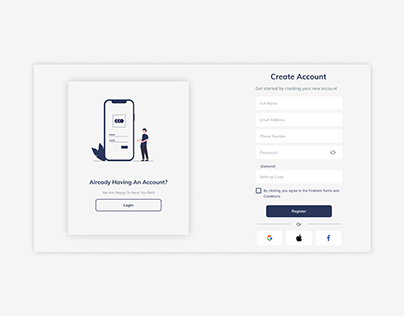 Already Having An Account?
We Are Happy To Have You Back
Login
Create Account
Get started by creating your new account
Full Name
Email Address
Phone Number
Password
(Optional)
Referral Code
By clicking, you agree to the Terms and
Conditions
Register
Or